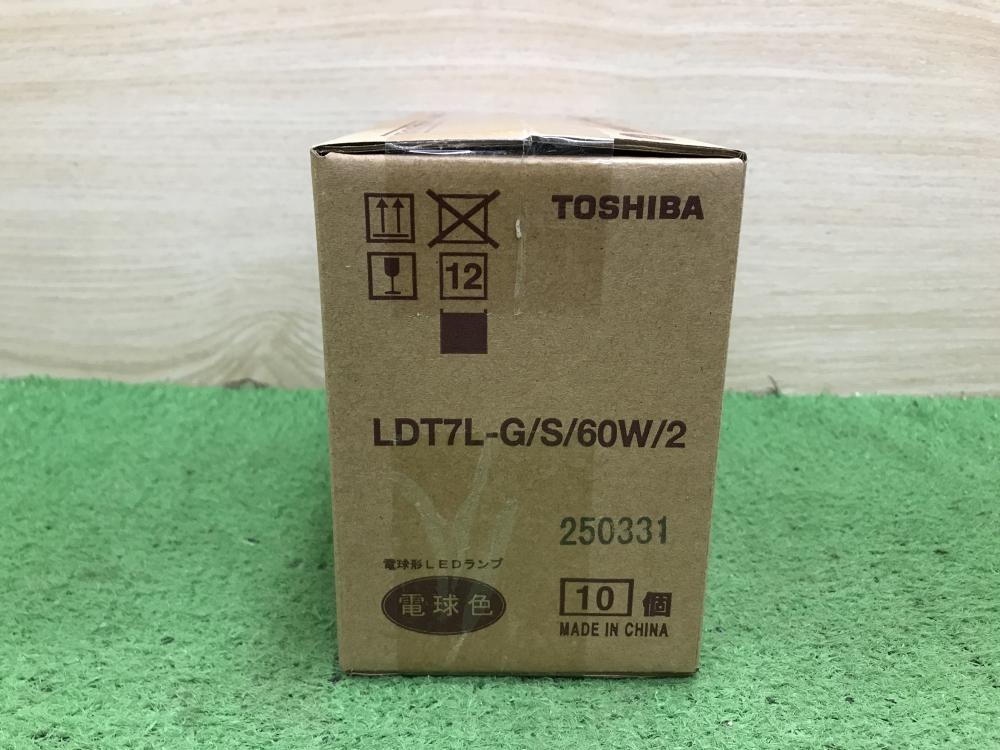 TOSHIBA
12
LDT7L-G/S/60W/2
250331
電球形LEDランプ
電球色
10 個
MADE IN CHINA